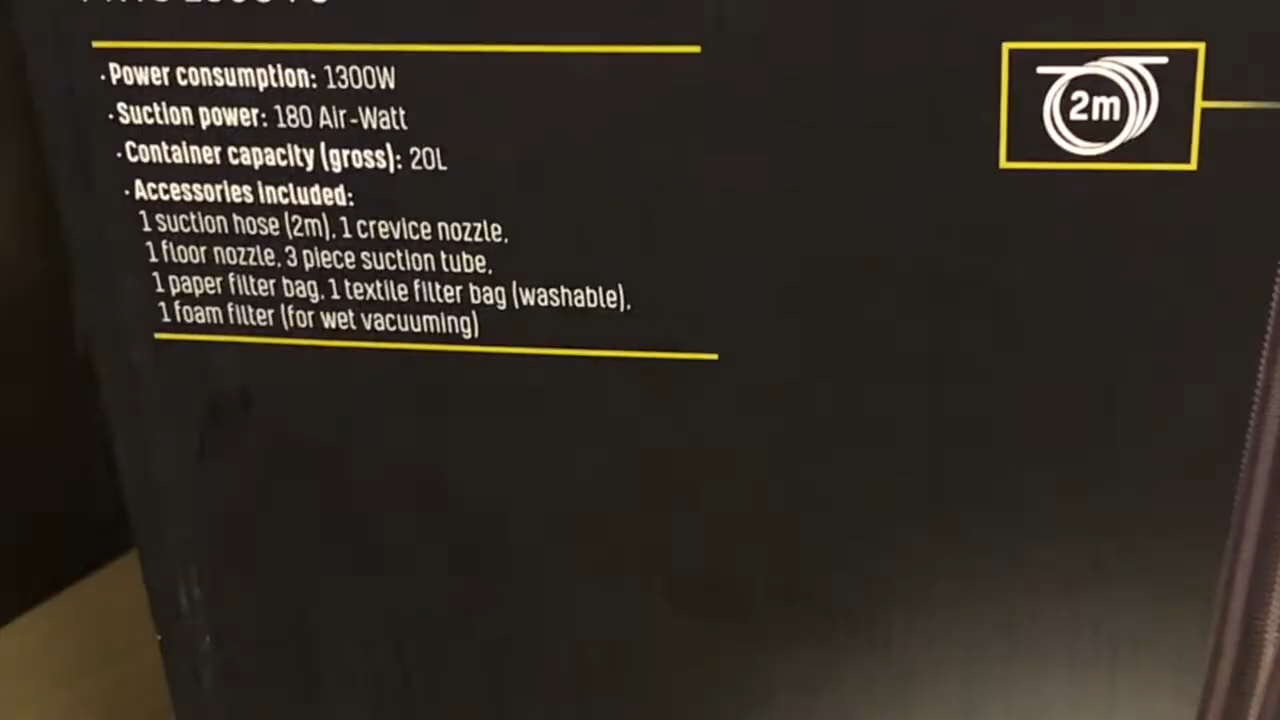 · Power consumption: 1300W
· Suction power: 180 Air-Watt
· Container capacity (gross): 20L
· Accessories included:
1 suction hose (2m), 1 crevice nozzle,
1 floor nozzle, 3 piece suction tube,
1 paper filter bag, 1 textile filter bag (washable),
1 foam filter (for wet vacuuming)
2m